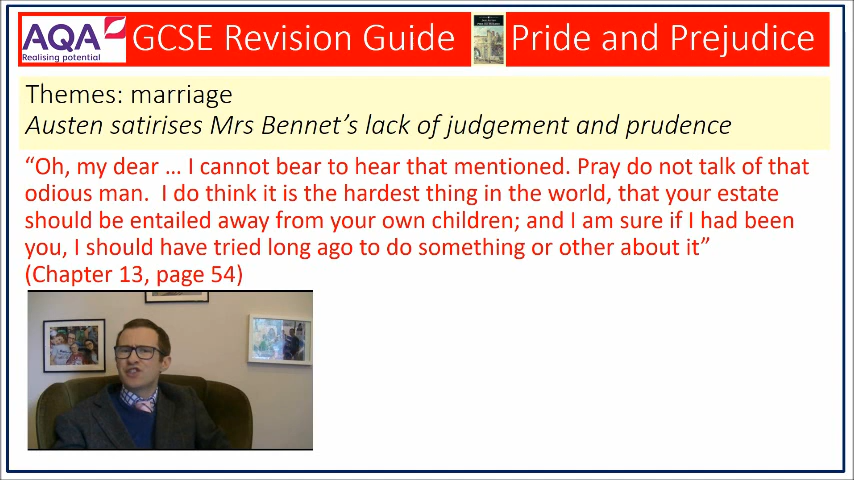 AQA
Realising potential
GCSE Revision Guide
Pride and Prejudice
Themes: marriage
Austen satirises Mrs Bennet's lack of judgement and prudence
“Oh, my dear … I cannot bear to hear that mentioned. Pray do not talk of that
odious man.  I do think it is the hardest thing in the world, that your estate
should be entailed away from your own children; and I am sure if I had been
you, I should have tried long ago to do something or other about it”
(Chapter 13, page 54)